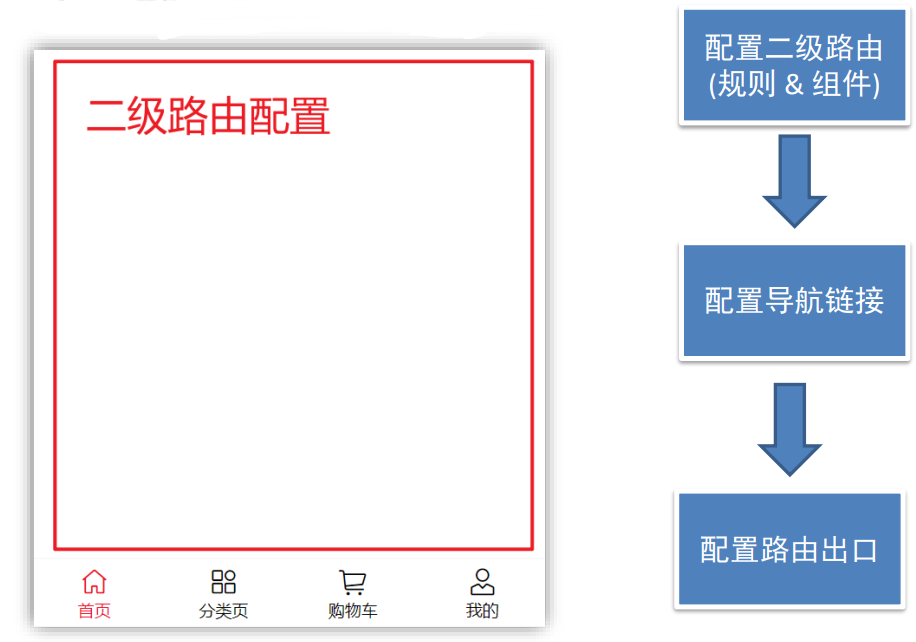 二级路由配置
首页
分类页
购物车
我的
配置二级路由
(规则 & 组件)
配置导航链接
配置路由出口